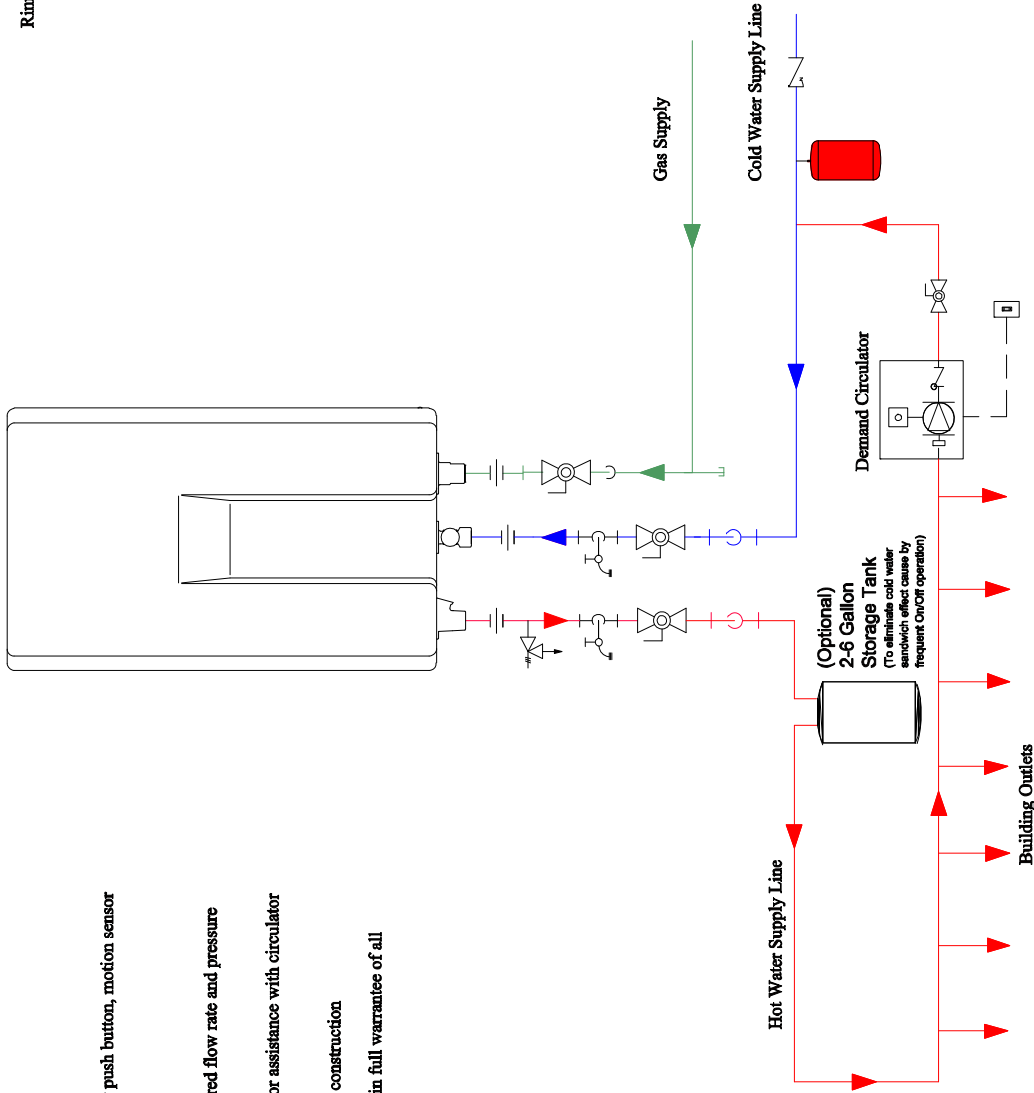 push button, motion sensor
red flow rate and pressure
or assistance with circulator
construction
in full warrantee of all
Gas Supply
Cold Water Supply Line
Demand Circulator
(Optional)
2-6 Gallon
Storage Tank
(To eliminate cold water
sandwich effect cause by
frequent On/Off operation)
Hot Water Supply Line
Building Outlets